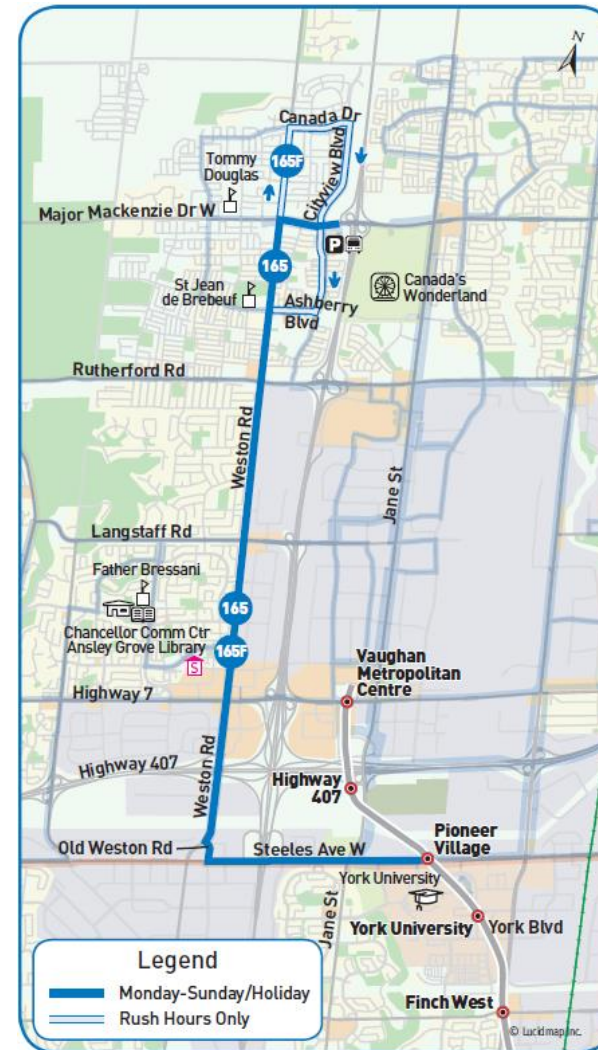 N
Canada Dr
165F
Cityview Blvd
Tommy
Douglas
Major Mackenzie Dr W
165
P
St Jean
de Brebeuf
Canada's
Wonderland
Ashberry
Blvd
Rutherford Rd
Weston Rd
Jane St
Langstaff Rd
Father Bressani
165
Chancellor Comm Ctr
Ansley Grove Library
165F
S
Vaughan
Metropolitan
Centre
Highway 7
Highway 407
Weston Rd
Highway
407
Old Weston Rd
Steeles Ave W
Pioneer
Village
York University
Jane St
York University
York Blvd
Finch West
Legend
Monday-Sunday/Holiday
Rush Hours Only
© Lucidmap Inc.